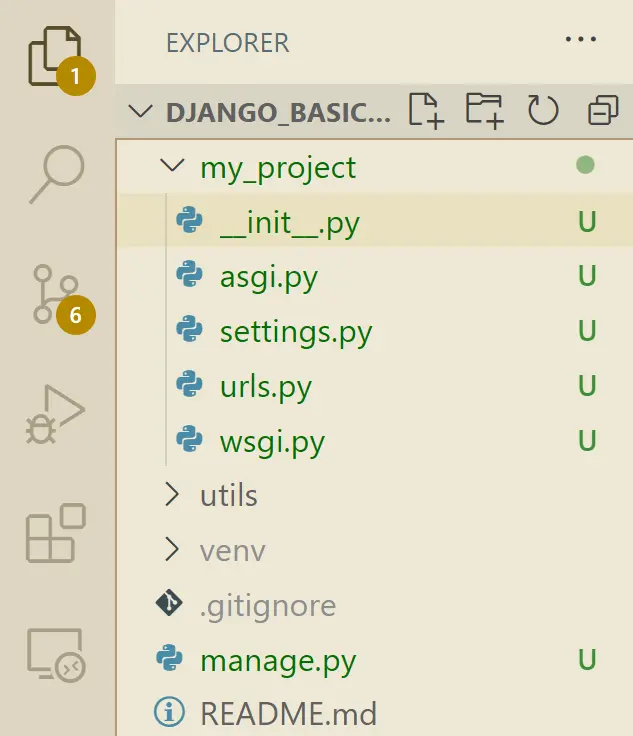 EXPLORER
1
DJANGO_BASIC...
my_project
__init__.py U
asgi.py U
6
settings.py U
urls.py U
wsgi.py U
utils
venv
.gitignore
manage.py U
README.md